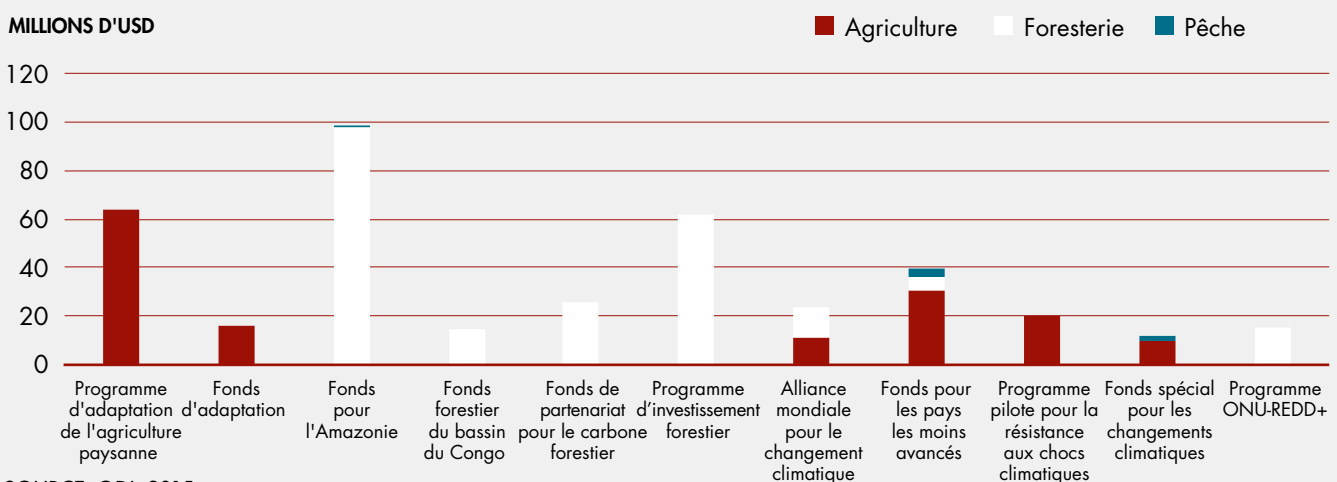 MILLIONS D'USD
Agriculture
Foresterie
Pêche
120
100
80
60
40
20
0
Programme
d'adaptation
de l'agriculture
paysanne
Fonds
d'adaptation
Fonds
pour
l'Amazonie
Fonds
forestier
du bassin
du Congo
Fonds de
partenariat
pour le carbone
forestier
Programme
d’investissement
forestier
Alliance
mondiale
pour le
changement
climatique
Fonds pour
les pays
les moins
avancés
Programme
pilote pour la
résistance
aux chocs
climatiques
Fonds spécial
pour les
changements
climatiques
Programme
ONU-REDD+